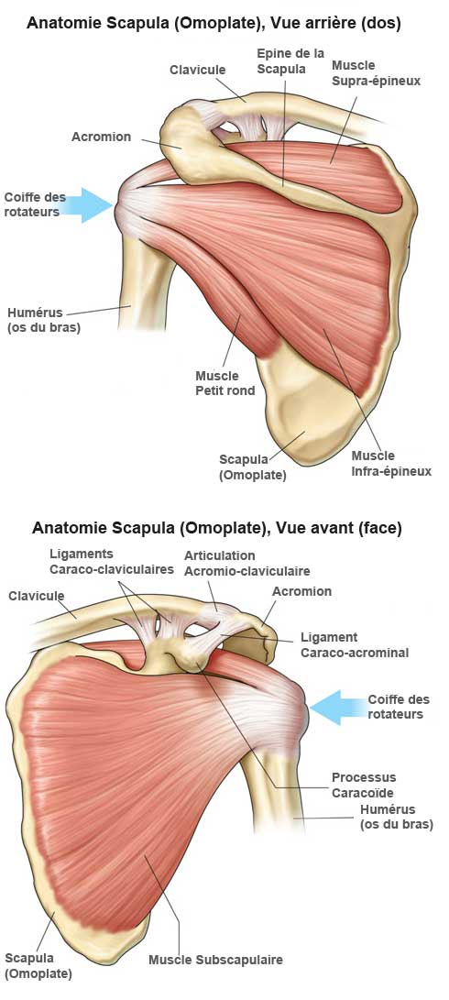 Anatomie Scapula (Omoplate), Vue arrière (dos)
Epine de la
Scapula
Muscle
Supra-épineux
Clavicule
Acromion
Coiffe des
rotateurs
Humérus
(os du bras)
Muscle
Petit rond
Scapula
(Omoplate)
Muscle
Infra-épineux
Anatomie Scapula (Omoplate), Vue avant (face)
Ligaments
Caraco-claviculaires
Articulation
Acromio-claviculaire
Clavicule
Acromion
Ligament
Caraco-acrominal
Coiffe des
rotateurs
Processus
Caracoïde
Humérus
(os du bras)
Scapula
(Omoplate)
Muscle Subscapulaire